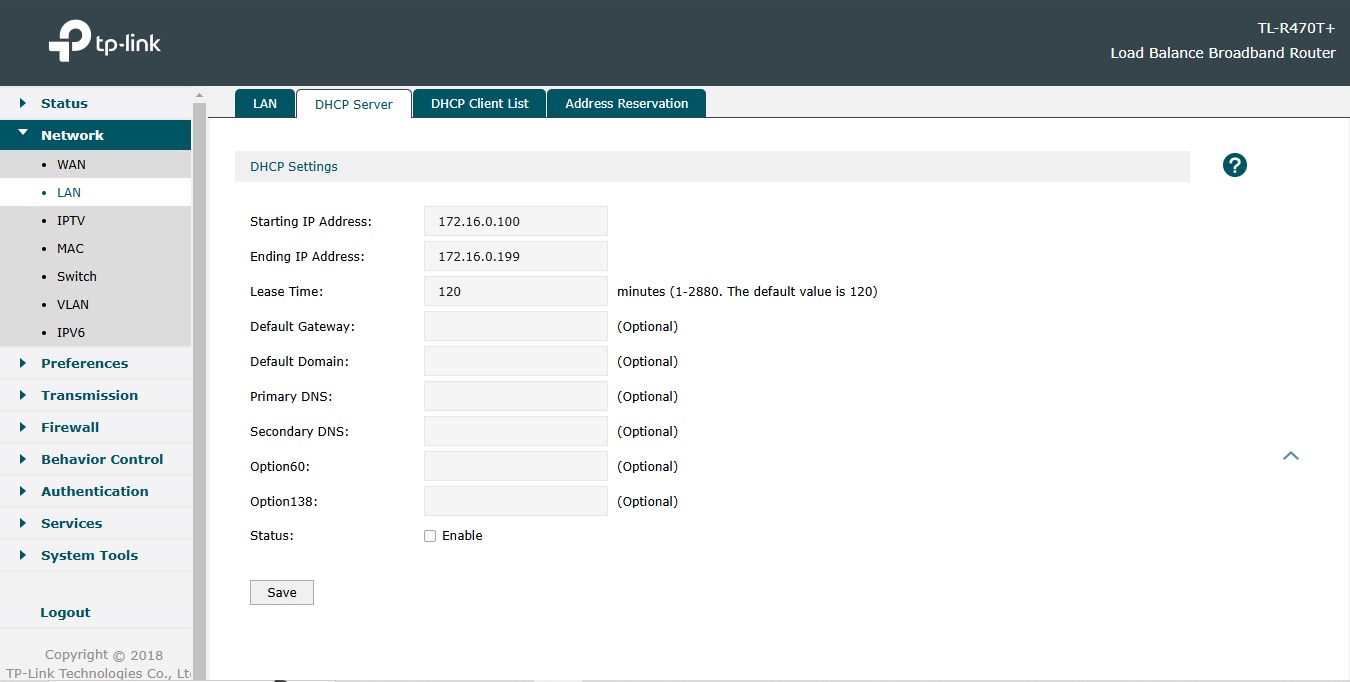 tp-link
TL-R470T+
Load Balance Broadband Router
Status
Network
WAN
LAN
IPTV
MAC
Switch
VLAN
IPV6
Preferences
Transmission
Firewall
Behavior Control
Authentication
Services
System Tools
Logout
Copyright © 2018
TP-Link Technologies Co., Lt
LAN DHCP Server DHCP Client List Address Reservation
DHCP Settings ?
Starting IP Address: 172.16.0.100
Ending IP Address: 172.16.0.199
Lease Time: 120 minutes (1-2880. The default value is 120)
Default Gateway: (Optional)
Default Domain: (Optional)
Primary DNS: (Optional)
Secondary DNS: (Optional)
Option60: (Optional)
Option138: (Optional)
Status: Enable
Save